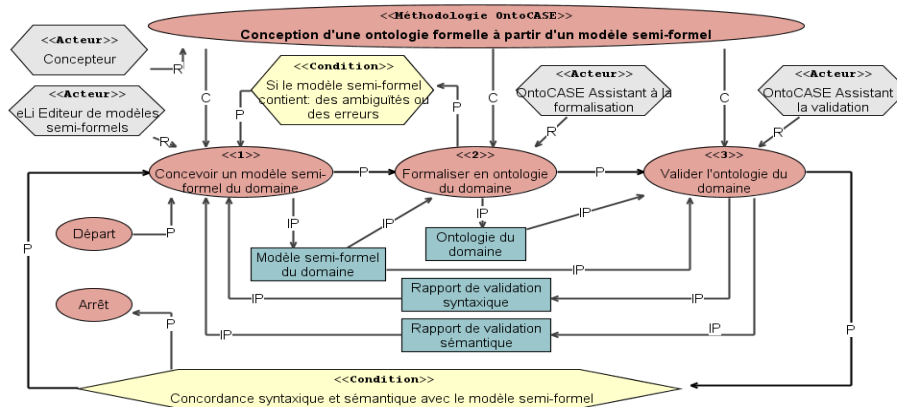 <<Méthodologie OntoCASE>>
Conception d'une ontologie formelle à partir d'un modèle semi-formel
<<Acteur>>
Concepteur
R
C
<<Condition>>
Si le modèle semi-formel
contient: des ambiguïtés ou
des erreurs
P
P
C
<<Acteur>>
OntoCASE Assistant à la
formalisation
R
C
<<Acteur>>
OntoCASE Assistant
la validation
R
<<Acteur>>
eLi Editeur de modèles
semi-formels
R
<<1>>
Concevoir un modèle semi-
formel du domaine
P
<<2>>
Formaliser en ontologie
du domaine
P
<<3>>
Valider l'ontologie du
domaine
P
Départ
P
IP
IP
IP
IP
Ontologie du
domaine
Modèle semi-formel
du domaine
IP
Arrêt
P
IP
Rapport de validation
syntaxique
IP
IP
Rapport de validation
sémantique
IP
P
<<Condition>>
Concordance syntaxique et sémantique avec le modèle semi-formel